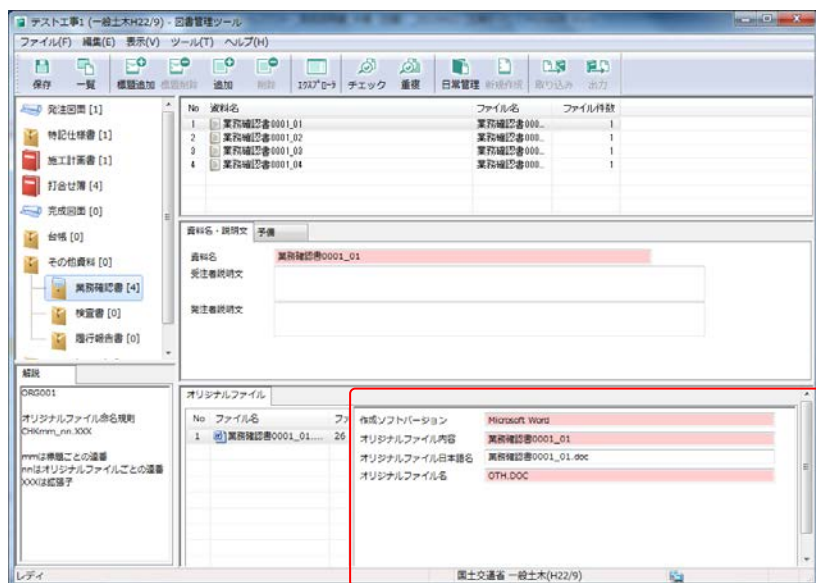 テスト工事1 (一般土木H22/9) - 図書管理ツール
ファイル(F) 編集(E) 表示(V) ツール(T) ヘルプ(H)
保存 一覧 標題追加 標題削除 追加 削除 ｴｸｽﾌﾟﾛｰﾗ チェック 重複 日常管理 新規作成 取り込み 出力
発注図面 [1]
特記仕様書 [1]
施工計画書 [1]
打合せ簿 [4]
完成図面 [0]
台帳 [0]
その他資料 [0]
業務確認書 [4]
検査書 [0]
履行報告書 [0]
No 資料名 ファイル名 ファイル件数
1 業務確認書0001_01 業務確認書000... 1
2 業務確認書0001_02 業務確認書000... 1
3 業務確認書0001_03 業務確認書000... 1
4 業務確認書0001_04 業務確認書000... 1
資料名・説明文 予備
資料名 業務確認書0001_01
受注者説明文
発注者説明文
解説
ORG001
オリジナルファイル命名規則
CHKmm_nn.XXX
mmは標題ごとの連番
nnはオリジナルファイルごとの連番
XXXは拡張子
オリジナルファイル
No ファイル名 ファ
1 業務確認書0001_01.... 26
作成ソフトバージョン Microsoft Word
オリジナルファイル内容 業務確認書0001_01
オリジナルファイル日本語名 業務確認書0001_01.doc
オリジナルファイル名 OTH.DOC
レディ 国土交通省 一般土木(H22/9)